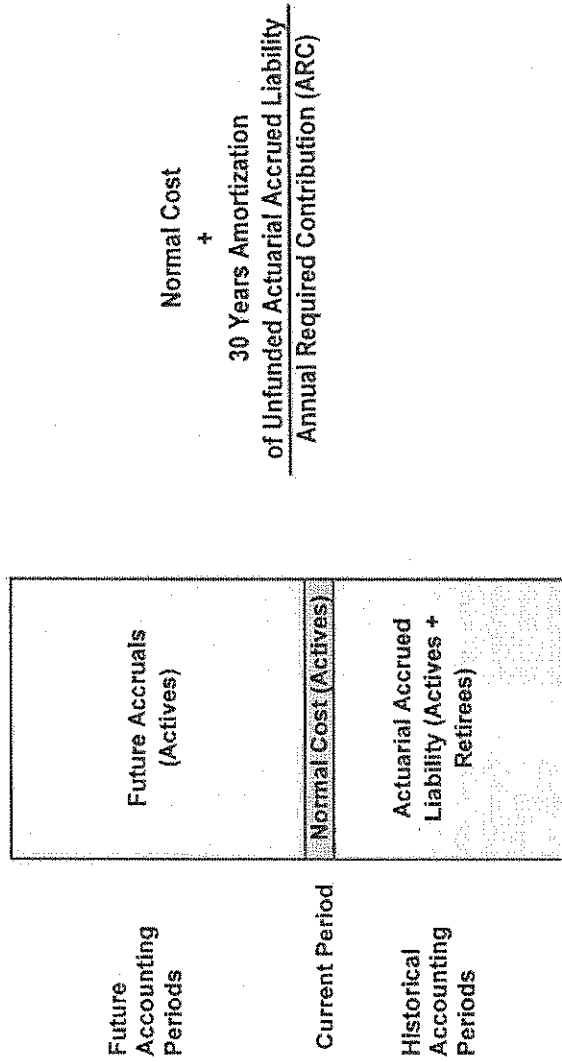 Future
Accounting
Periods
Future Accruals
(Actives)
Current Period
Normal Cost (Actives)
Historical
Accounting
Periods
Actuarial Accrued
Liability (Actives +
Retirees)
Normal Cost
+
30 Years Amortization
of Unfunded Actuarial Accrued Liability
Annual Required Contribution (ARC)